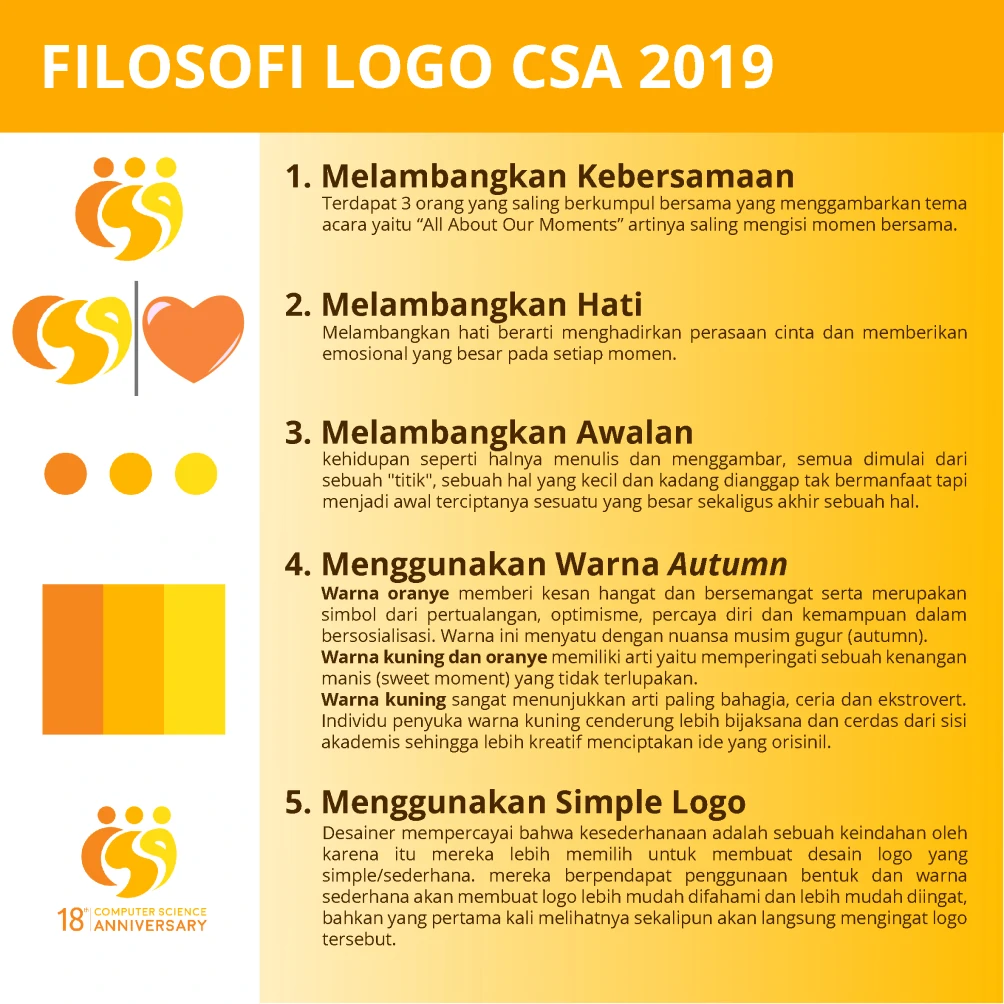 FILOSOFI LOGO CSA 2019
1. Melambangkan Kebersamaan
Terdapat 3 orang yang saling berkumpul bersama yang menggambarkan tema
acara yaitu “All About Our Moments” artinya saling mengisi momen bersama.
2. Melambangkan Hati
Melambangkan hati berarti menghadirkan perasaan cinta dan memberikan
emosional yang besar pada setiap momen.
3. Melambangkan Awalan
kehidupan seperti halnya menulis dan menggambar, semua dimulai dari
sebuah "titik", sebuah hal yang kecil dan kadang dianggap tak bermanfaat tapi
menjadi awal terciptanya sesuatu yang besar sekaligus akhir sebuah hal.
4. Menggunakan Warna Autumn
Warna oranye memberi kesan hangat dan bersemangat serta merupakan
simbol dari pertualangan, optimisme, percaya diri dan kemampuan dalam
bersosialisasi. Warna ini menyatu dengan nuansa musim gugur (autumn).
Warna kuning dan oranye memiliki arti yaitu memperingati sebuah kenangan
manis (sweet moment) yang tidak terlupakan.
Warna kuning sangat menunjukkan arti paling bahagia, ceria dan ekstrovert.
Individu penyuka warna kuning cenderung lebih bijaksana dan cerdas dari sisi
akademis sehingga lebih kreatif menciptakan ide yang orisinil.
5. Menggunakan Simple Logo
Desainer mempercayai bahwa kesederhanaan adalah sebuah keindahan oleh
karena itu mereka lebih memilih untuk membuat desain logo yang
simple/sederhana. mereka berpendapat penggunaan bentuk dan warna
sederhana akan membuat logo lebih mudah difahami dan lebih mudah diingat,
bahkan yang pertama kali melihatnya sekalipun akan langsung mengingat logo
tersebut.
18th COMPUTER SCIENCE
ANNIVERSARY